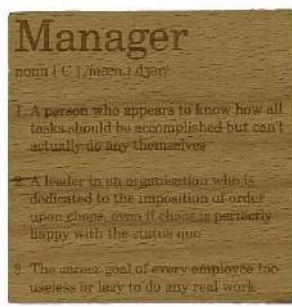 Manager
noun [ C ] /ˈmæn.ɪ.dʒər/
1. A person who appears to know how all
tasks should be accomplished but can't
actually do any themselves
2. A leader in an organisation who is
dedicated to the imposition of order
upon chaos, even if chaos is perfectly
happy with the status quo
3. The career goal of every employee too
useless or lazy to do any real work